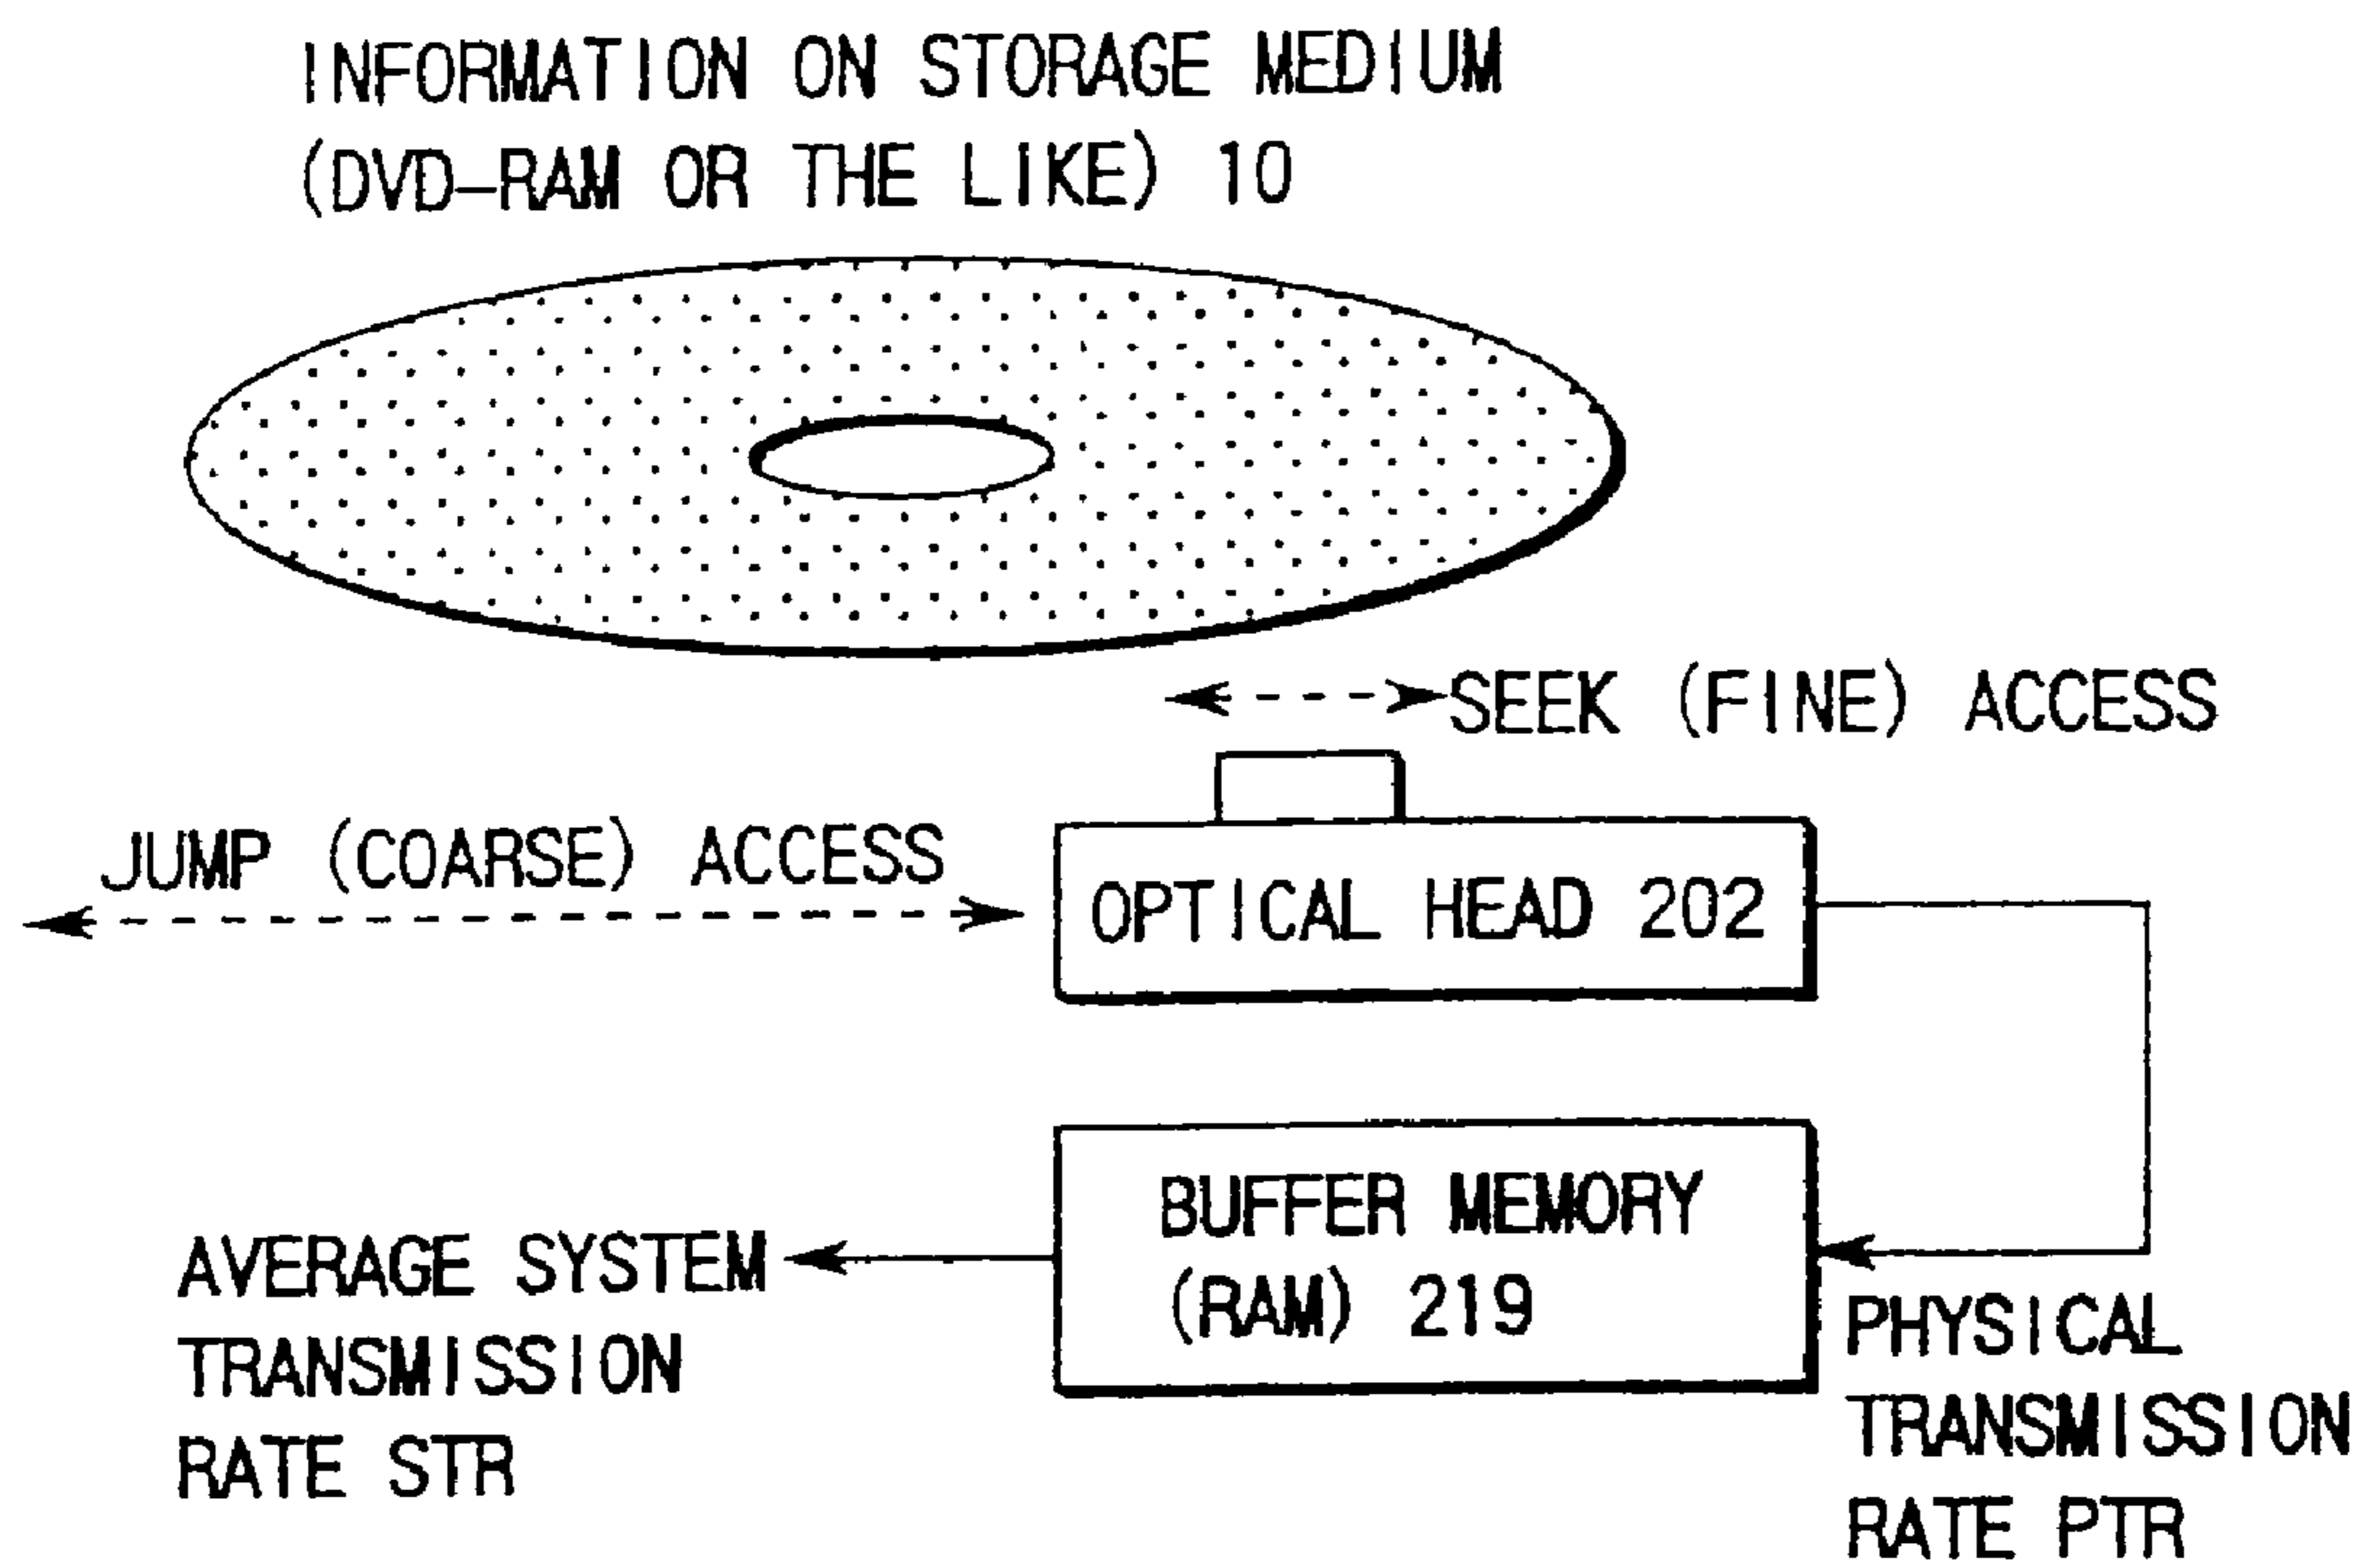 INFORMATION ON STORAGE MEDIUM
(DVD-RAM OR THE LIKE) 10
SEEK (FINE) ACCESS
JUMP (COARSE) ACCESS
OPTICAL HEAD 202
BUFFER MEMORY
(RAM) 219
AVERAGE SYSTEM
TRANSMISSION
RATE STR
PHYSICAL
TRANSMISSION
RATE PTR